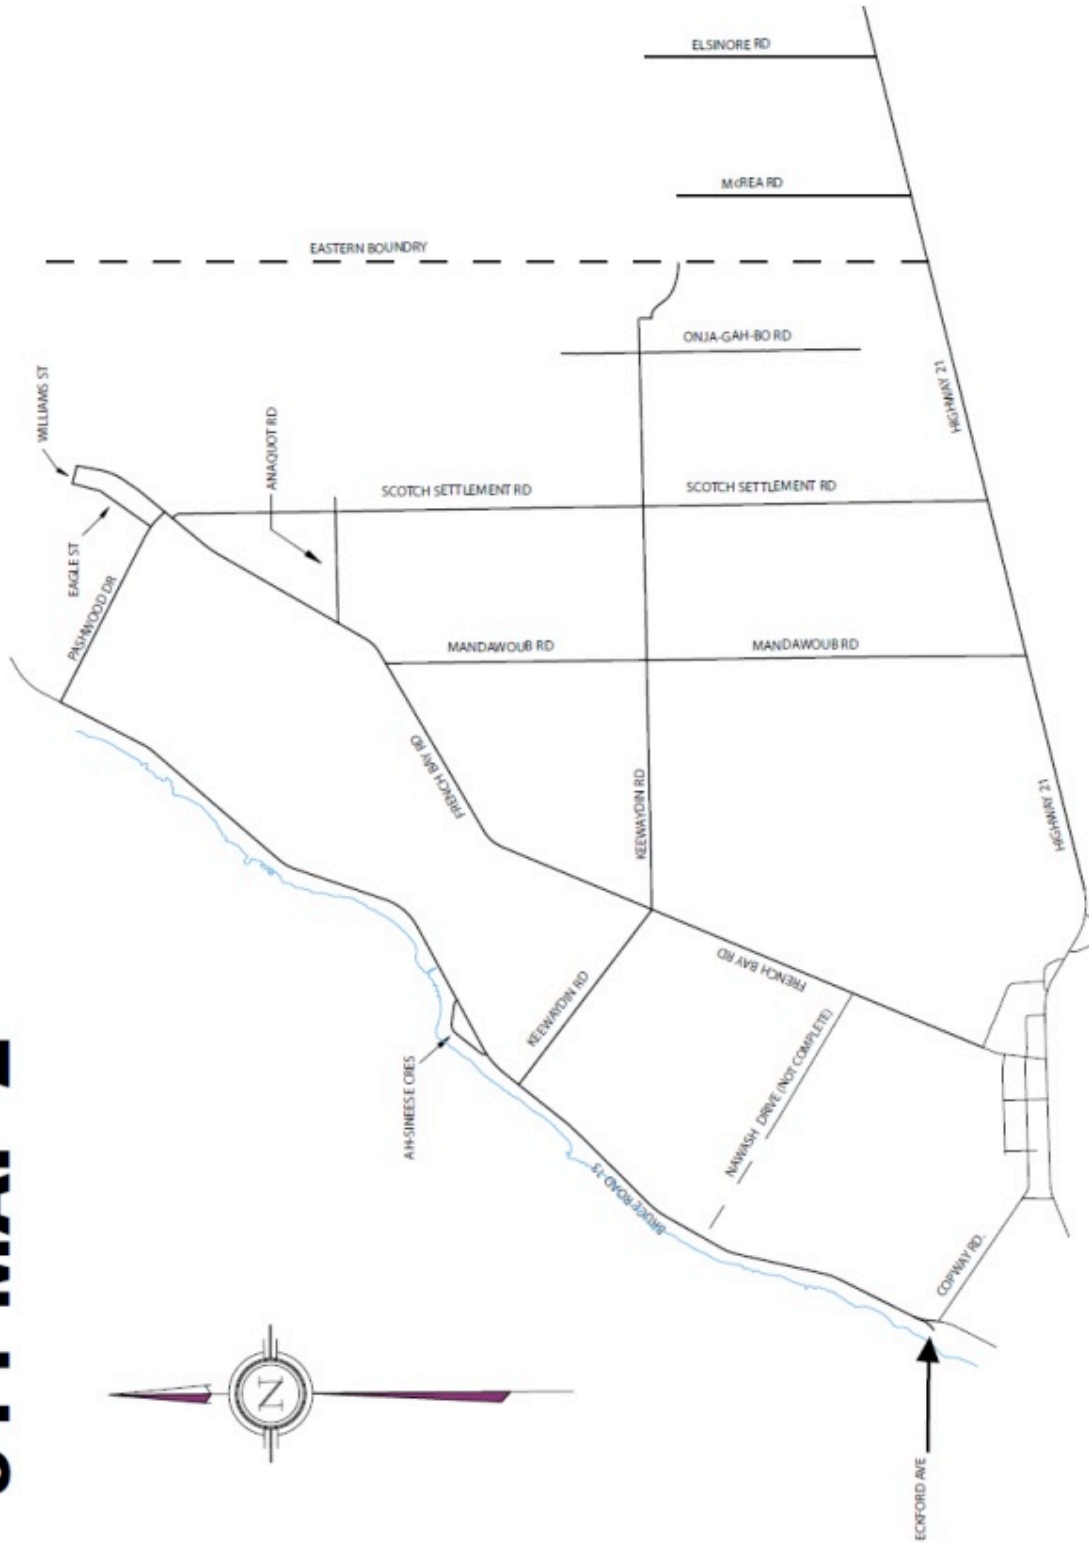 ELSINORE RD
McREA RD
EASTERN BOUNDRY
ONJA-GAH-BO RD
WILLIAMS ST
HIGHWAY 21
ANAQUOT RD
SCOTCH SETTLEMENT RD
SCOTCH SETTLEMENT RD
EAGLE ST
PASHWOOD DR
MANDAWOUB RD
MANDAWOUB RD
FRENCH BAY RD
KEEWAYDIN RD
HIGHWAY 21
FRENCH BAY RD
KEEWAYDIN RD
AH-SINEESE CRES
NAWASH DRIVE (NOT COMPLETE)
BRUCE ROAD 13
COPWAY RD.
N
ECKFORD AVE